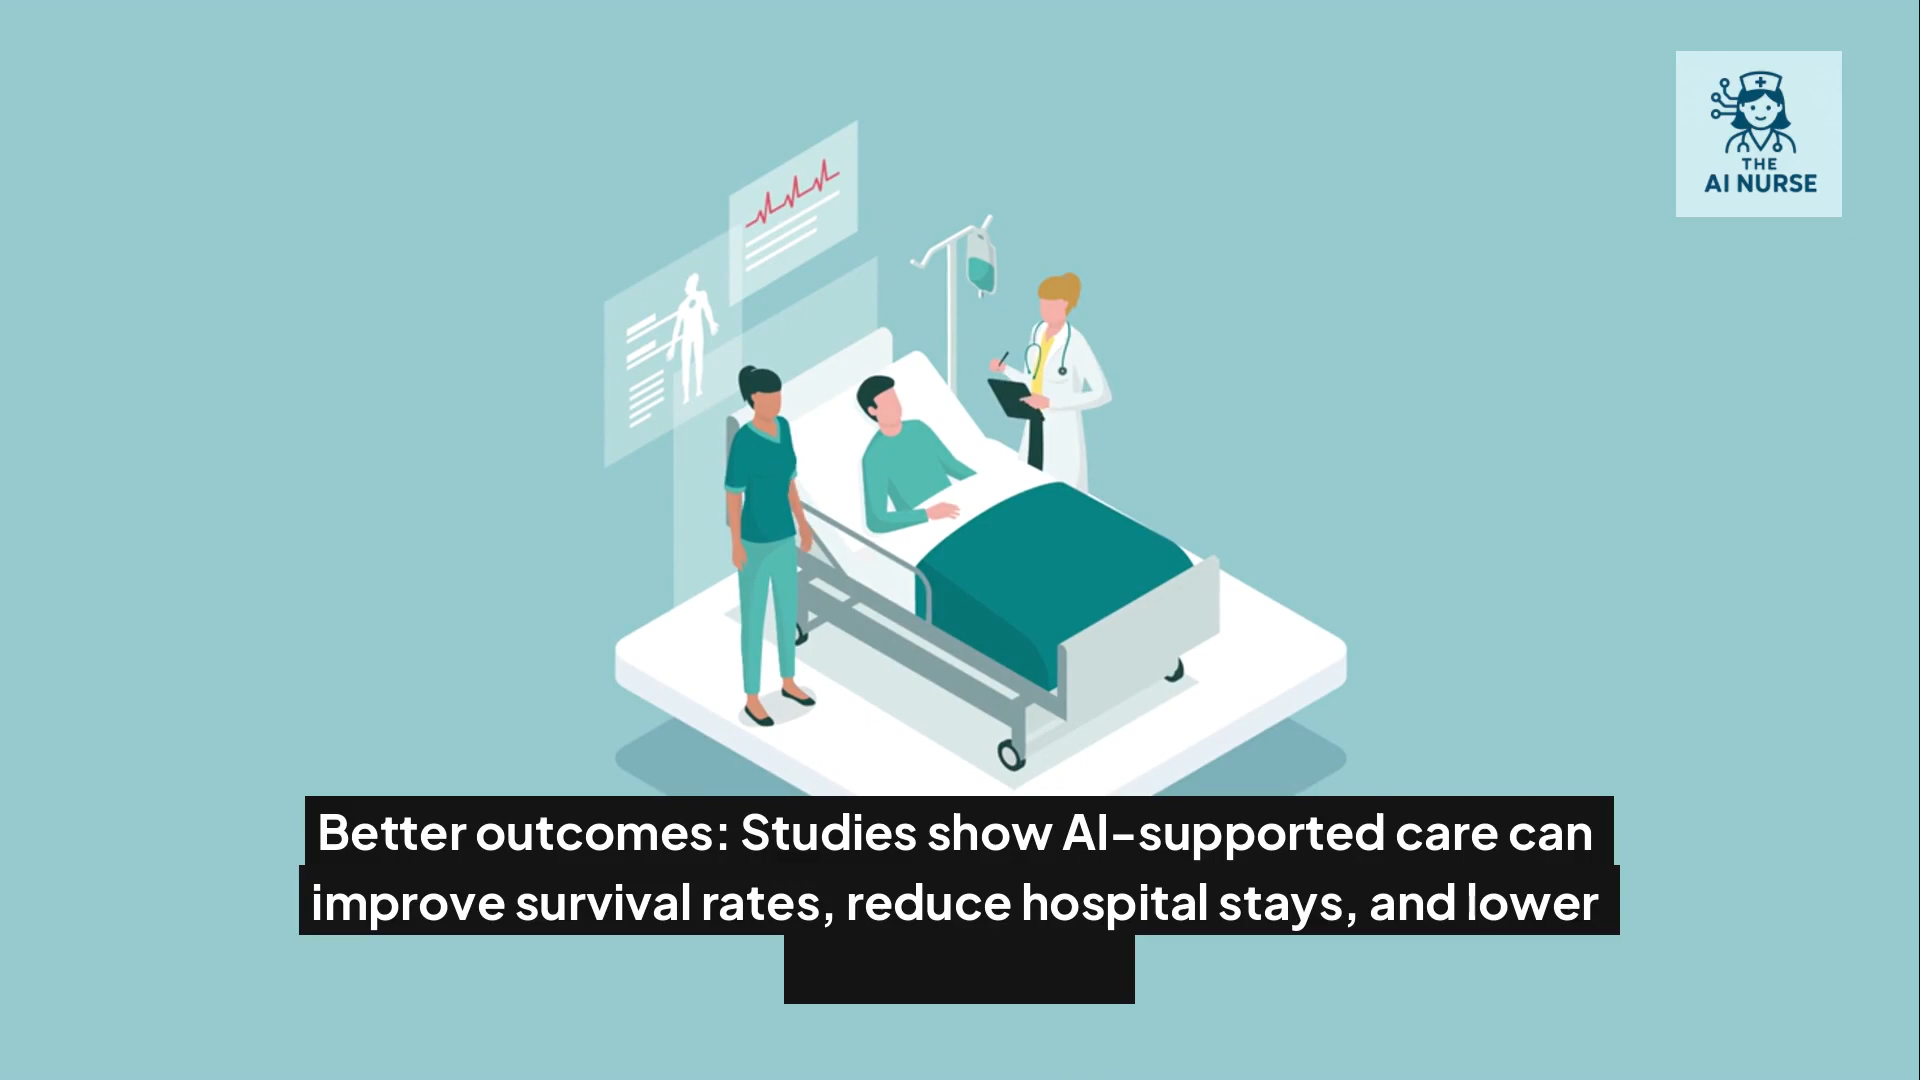 THE
AI NURSE
Better outcomes: Studies show AI-supported care can
improve survival rates, reduce hospital stays, and lower